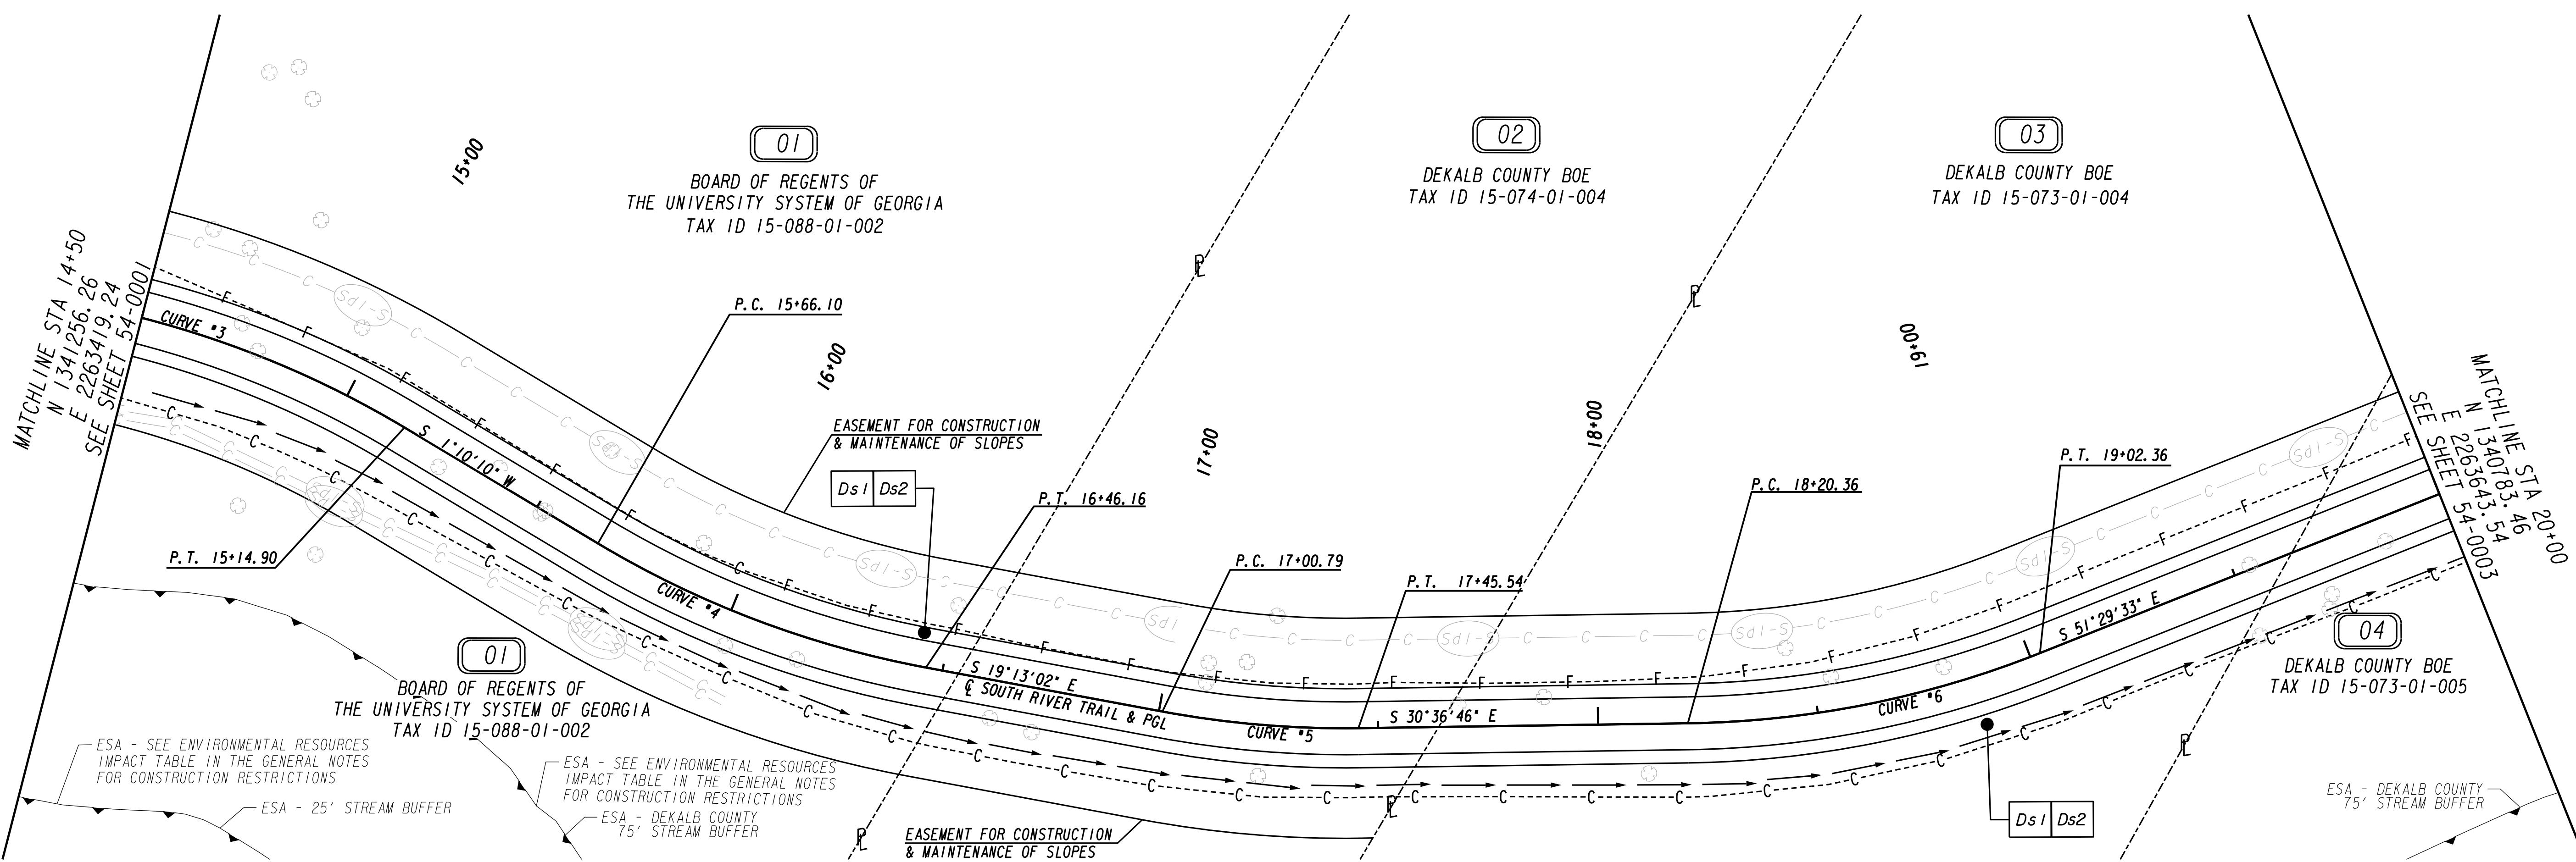 MATCHLINE STA 14+50
N 1341256.26
E 2263419.24
SEE SHEET 54-0001
15+00
01
BOARD OF REGENTS OF
THE UNIVERSITY SYSTEM OF GEORGIA
TAX ID 15-088-01-002
02
DEKALB COUNTY BOE
TAX ID 15-074-01-004
03
DEKALB COUNTY BOE
TAX ID 15-073-01-004
CURVE #3
P.C. 15+66.10
16+00
S 1°10'10" W
P.T. 15+14.90
EASEMENT FOR CONSTRUCTION
& MAINTENANCE OF SLOPES
Ds1 Ds2
CURVE #4
P.T. 16+46.16
17+00
S 19°13'02" E
℄ SOUTH RIVER TRAIL & PGL
P.C. 17+00.79
CURVE #5
P.T. 17+45.54
18+00
S 30°36'46" E
P.C. 18+20.36
19+00
CURVE #6
P.T. 19+02.36
S 51°29'33" E
MATCHLINE STA 20+00
N 1340783.46
E 2263643.54
SEE SHEET 54-0003
Sd1-S
Sd1-S
Sd1-S
Sd1
Sd1-S
Sd1-S
Sd1-S
Sd1-S
Sd1-S
Sd1-S
01
BOARD OF REGENTS OF
THE UNIVERSITY SYSTEM OF GEORGIA
TAX ID 15-088-01-002
04
DEKALB COUNTY BOE
TAX ID 15-073-01-005
ESA - SEE ENVIRONMENTAL RESOURCES
IMPACT TABLE IN THE GENERAL NOTES
FOR CONSTRUCTION RESTRICTIONS
ESA - 25' STREAM BUFFER
ESA - SEE ENVIRONMENTAL RESOURCES
IMPACT TABLE IN THE GENERAL NOTES
FOR CONSTRUCTION RESTRICTIONS
ESA - DEKALB COUNTY
75' STREAM BUFFER
EASEMENT FOR CONSTRUCTION
& MAINTENANCE OF SLOPES
Ds1 Ds2
ESA - DEKALB COUNTY
75' STREAM BUFFER